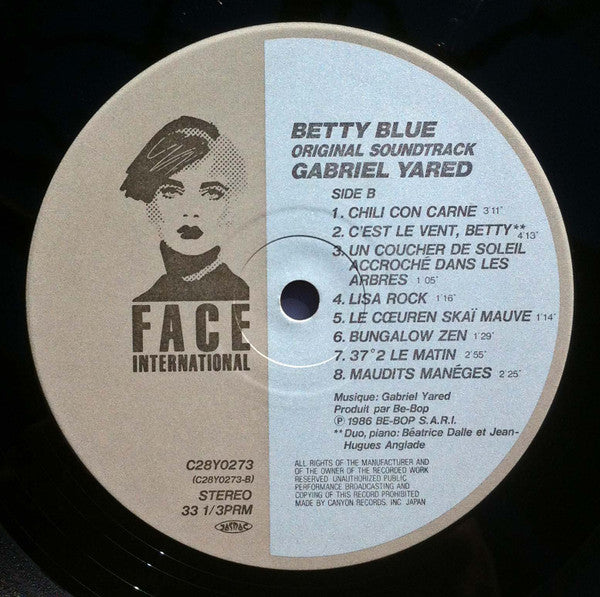 BETTY BLUE
ORIGINAL SOUNDTRACK
GABRIEL YARED
SIDE B
1. CHILI CON CARNE 3'11"
2. C'EST LE VENT, BETTY** 4'13"
3. UN COUCHER DE SOLEIL
ACCROCHÉ DANS LES
ARBRES 1'05"
4. LISA ROCK 1'16"
5. LE CŒUREN SKAÏ MAUVE 1'14"
6. BUNGALOW ZEN 1'29"
7. 37°2 LE MATIN 2'55"
8. MAUDITS MANÉGES 2'25"
Musique: Gabriel Yared
Produit par Be-Bop
Ⓟ 1986 BE-BOP S.A.R.I.
** Duo, piano: Béatrice Dalle et Jean-
Hugues Anglade
ALL RIGHTS OF THE MANUFACTURER AND
OF THE OWNER OF THE RECORDED WORK
RESERVED UNAUTHORIZED PUBLIC
PERFORMANCE BROADCASTING AND
COPYING OF THIS RECORD PROHIBITED
MADE BY CANYON RECORDS, INC. JAPAN
FACE
INTERNATIONAL
C28Y0273
(C28Y0273-B)
STEREO
33 1/3PRM
JASRAC